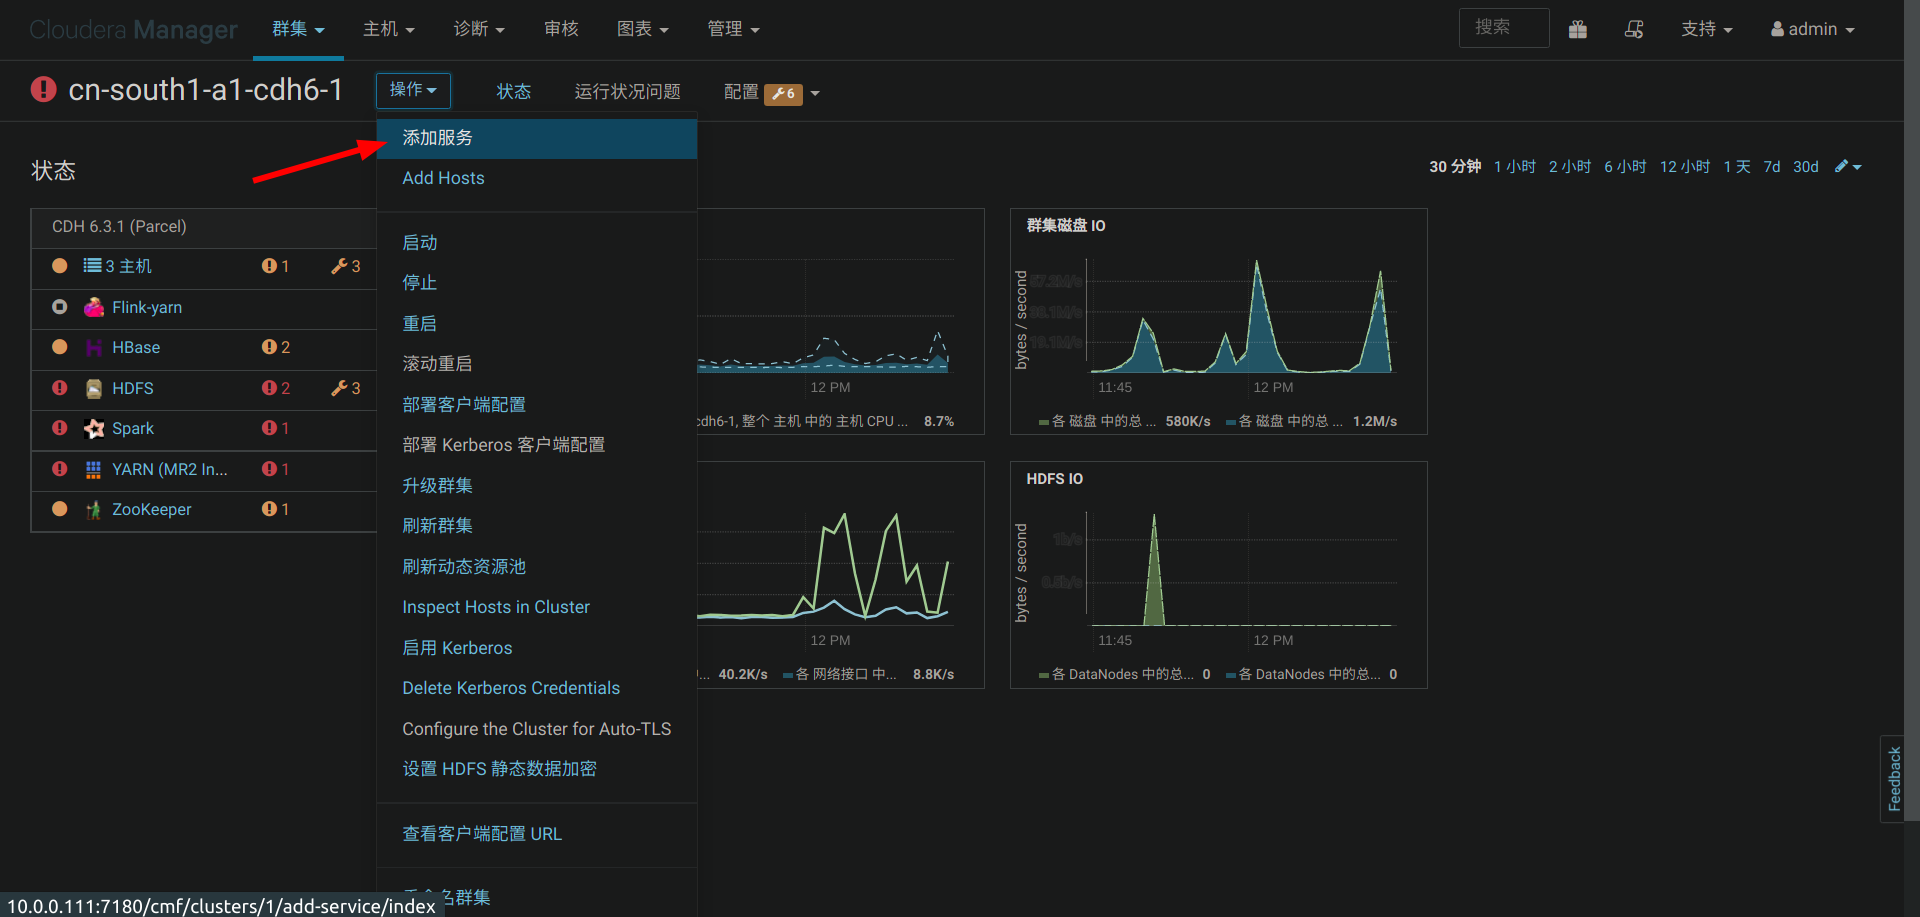 Cloudera Manager 群集 主机 诊断 审核 图表 管理 搜索 支持 admin
cn-south1-a1-cdh6-1 操作 状态 运行状况问题 配置 6
添加服务
Add Hosts
启动
停止
重启
滚动重启
部署客户端配置
部署 Kerberos 客户端配置
升级群集
刷新群集
刷新动态资源池
Inspect Hosts in Cluster
启用 Kerberos
Delete Kerberos Credentials
Configure the Cluster for Auto-TLS
设置 HDFS 静态数据加密
查看客户端配置 URL
状态
30 分钟 1 小时 2 小时 6 小时 12 小时 1 天 7d 30d
CDH 6.3.1 (Parcel)
3 主机 1 3
Flink-yarn
HBase 2
HDFS 2 3
Spark 1
YARN (MR2 In... 1
ZooKeeper 1
12 PM
cdh6-1, 整个 主机 中的 主机 CPU ... 8.7%
群集磁盘 IO
bytes / second
57.2M/s
38.1M/s
19.1M/s
11:45 12 PM
各 磁盘 中的总 ... 580K/s 各 磁盘 中的总 ... 1.2M/s
12 PM
... 40.2K/s 各 网络接口 中... 8.8K/s
HDFS IO
bytes / second
1b/s
0.5b/s
11:45 12 PM
各 DataNodes 中的总... 0 各 DataNodes 中的总... 0
Feedback
名群集
10.0.0.111:7180/cmf/clusters/1/add-service/index